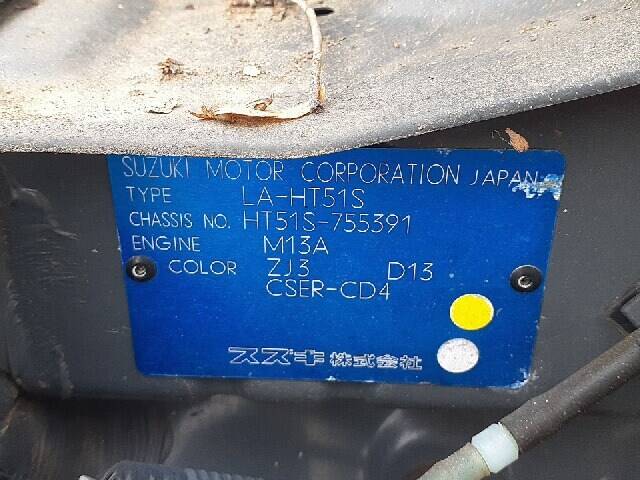 SUZUKI MOTOR CORPORATION JAPAN
TYPE LA-HT51S
CHASSIS NO. HT51S-755391
ENGINE M13A
COLOR ZJ3 D13
CSER-CD4
スズキ株式会社